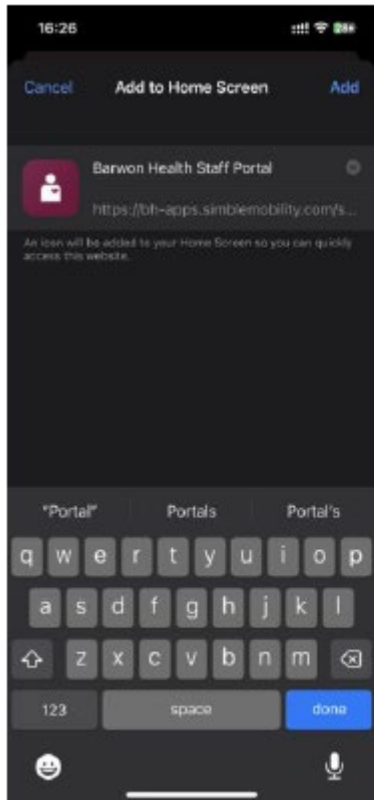 16:26
Cancel Add to Home Screen Add
Barwon Health Staff Portal
https://bh-apps.simblemobility.com/s...
An icon will be added to your Home Screen so you can quickly
access this website.
"Portal" Portals Portal's
q w e r t y u i o p
a s d f g h j k l
z x c v b n m
123 space done